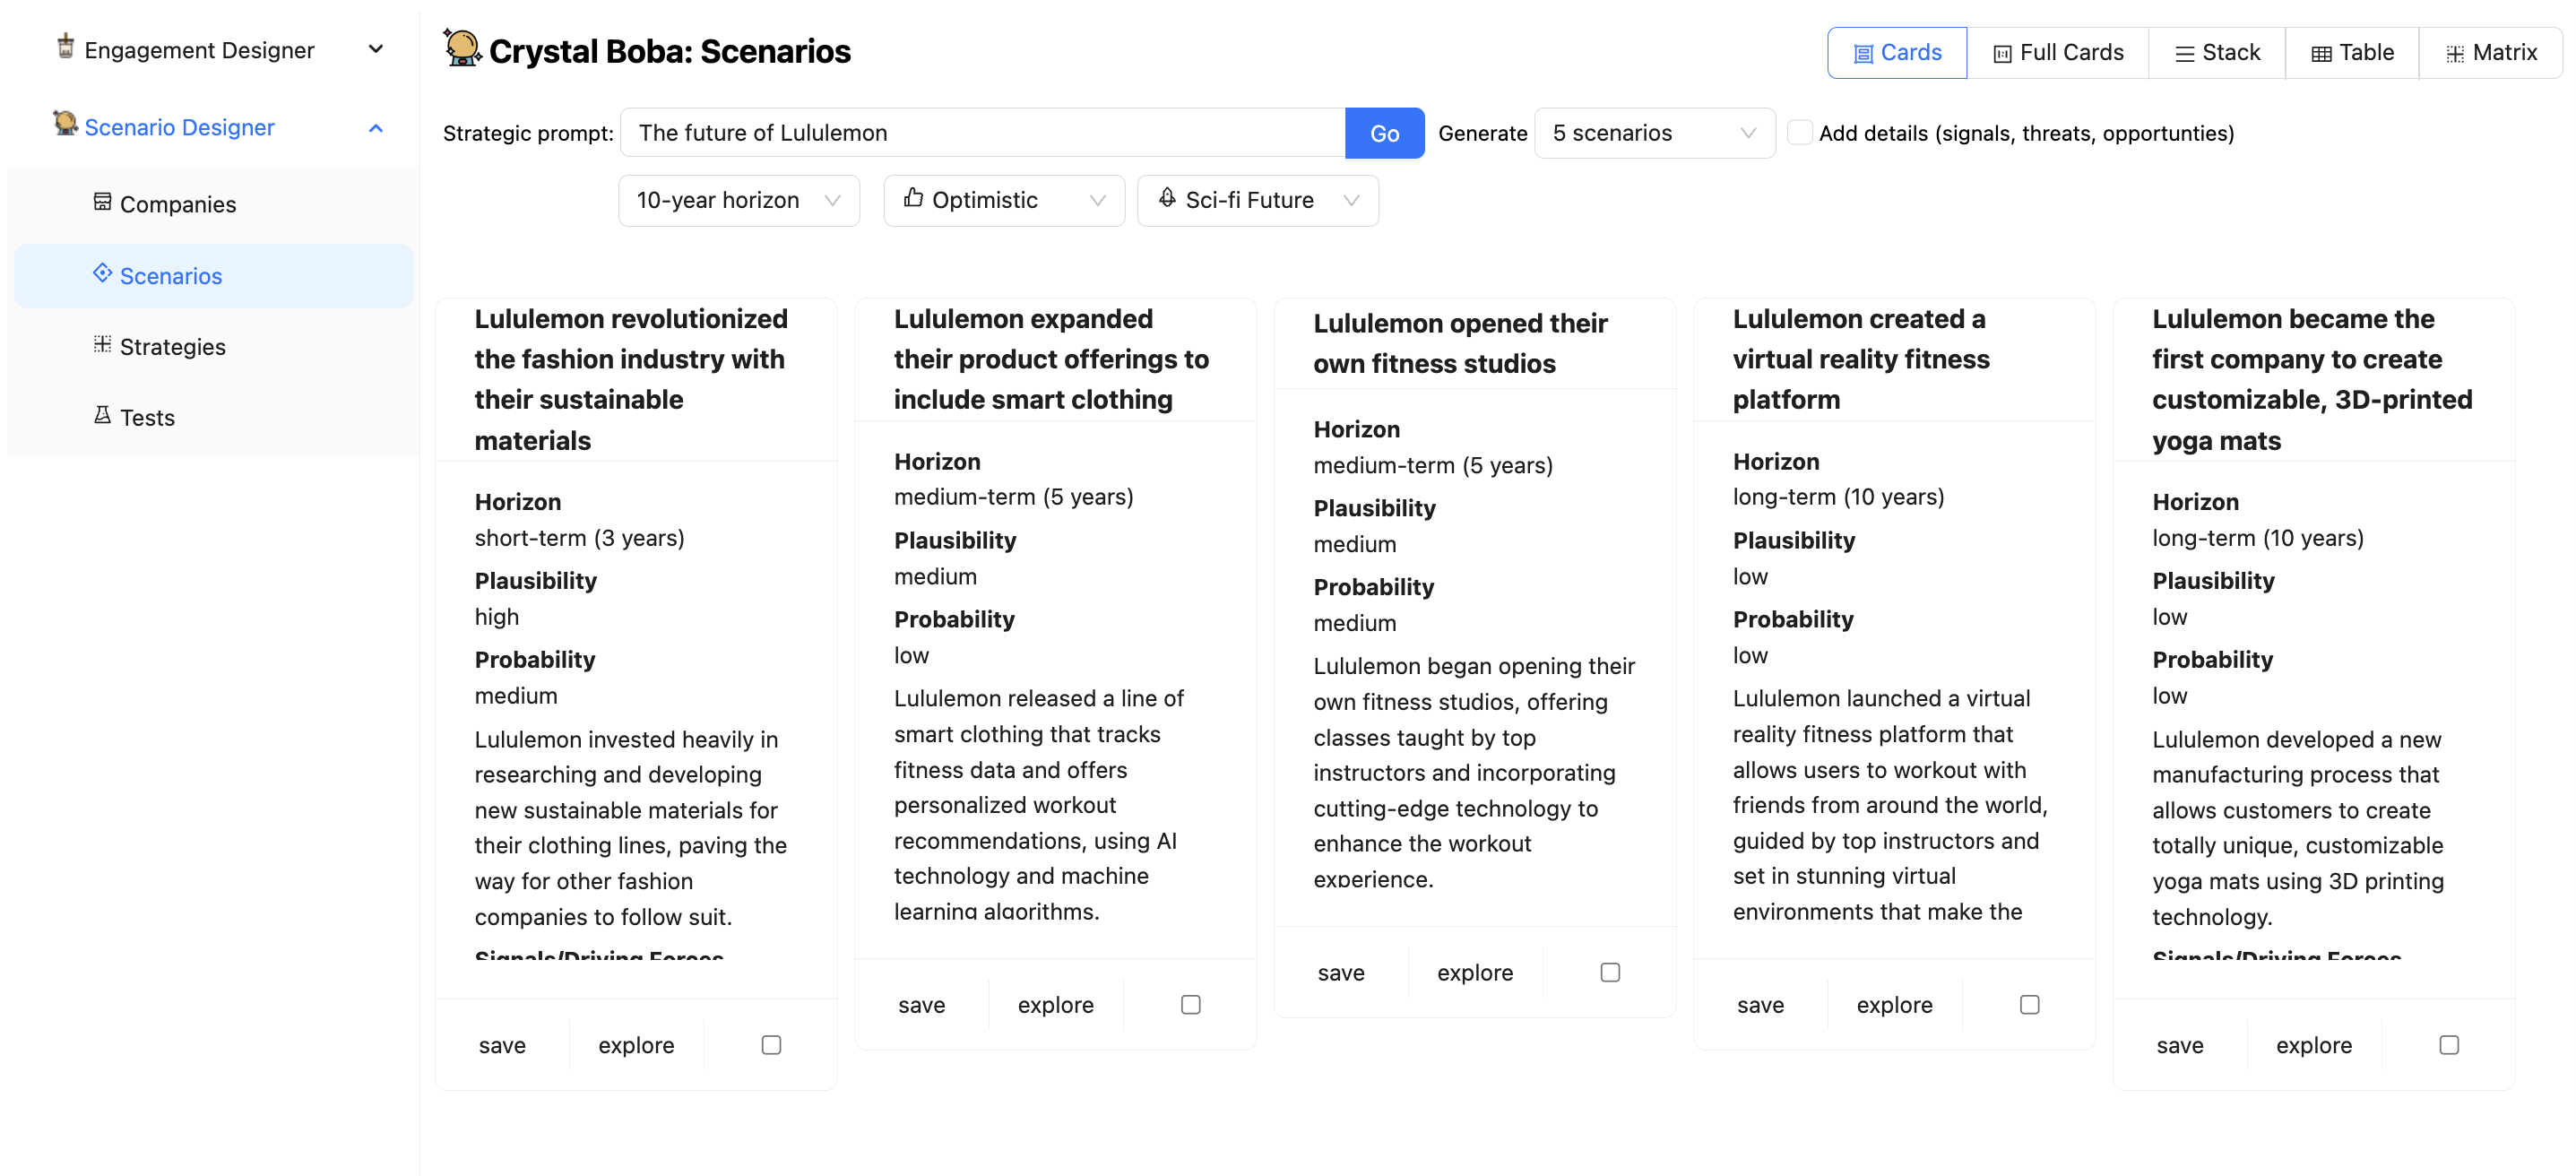 Engagement Designer
Scenario Designer
Companies
Scenarios
Strategies
Tests
Crystal Boba: Scenarios
Cards
Full Cards
Stack
Table
Matrix
Strategic prompt:
The future of Lululemon
Go
Generate
5 scenarios
Add details (signals, threats, opportunties)
10-year horizon
Optimistic
Sci-fi Future
Lululemon revolutionized
the fashion industry with
their sustainable
materials
Horizon
short-term (3 years)
Plausibility
high
Probability
medium
Lululemon invested heavily in
researching and developing
new sustainable materials for
their clothing lines, paving the
way for other fashion
companies to follow suit.
Signals/Driving Forces
save
explore
Lululemon expanded
their product offerings to
include smart clothing
Horizon
medium-term (5 years)
Plausibility
medium
Probability
low
Lululemon released a line of
smart clothing that tracks
fitness data and offers
personalized workout
recommendations, using AI
technology and machine
learning algorithms.
save
explore
Lululemon opened their
own fitness studios
Horizon
medium-term (5 years)
Plausibility
medium
Probability
medium
Lululemon began opening their
own fitness studios, offering
classes taught by top
instructors and incorporating
cutting-edge technology to
enhance the workout
experience.
save
explore
Lululemon created a
virtual reality fitness
platform
Horizon
long-term (10 years)
Plausibility
low
Probability
low
Lululemon launched a virtual
reality fitness platform that
allows users to workout with
friends from around the world,
guided by top instructors and
set in stunning virtual
environments that make the
save
explore
Lululemon became the
first company to create
customizable, 3D-printed
yoga mats
Horizon
long-term (10 years)
Plausibility
low
Probability
low
Lululemon developed a new
manufacturing process that
allows customers to create
totally unique, customizable
yoga mats using 3D printing
technology.
Signals/Driving Forces
save
explore